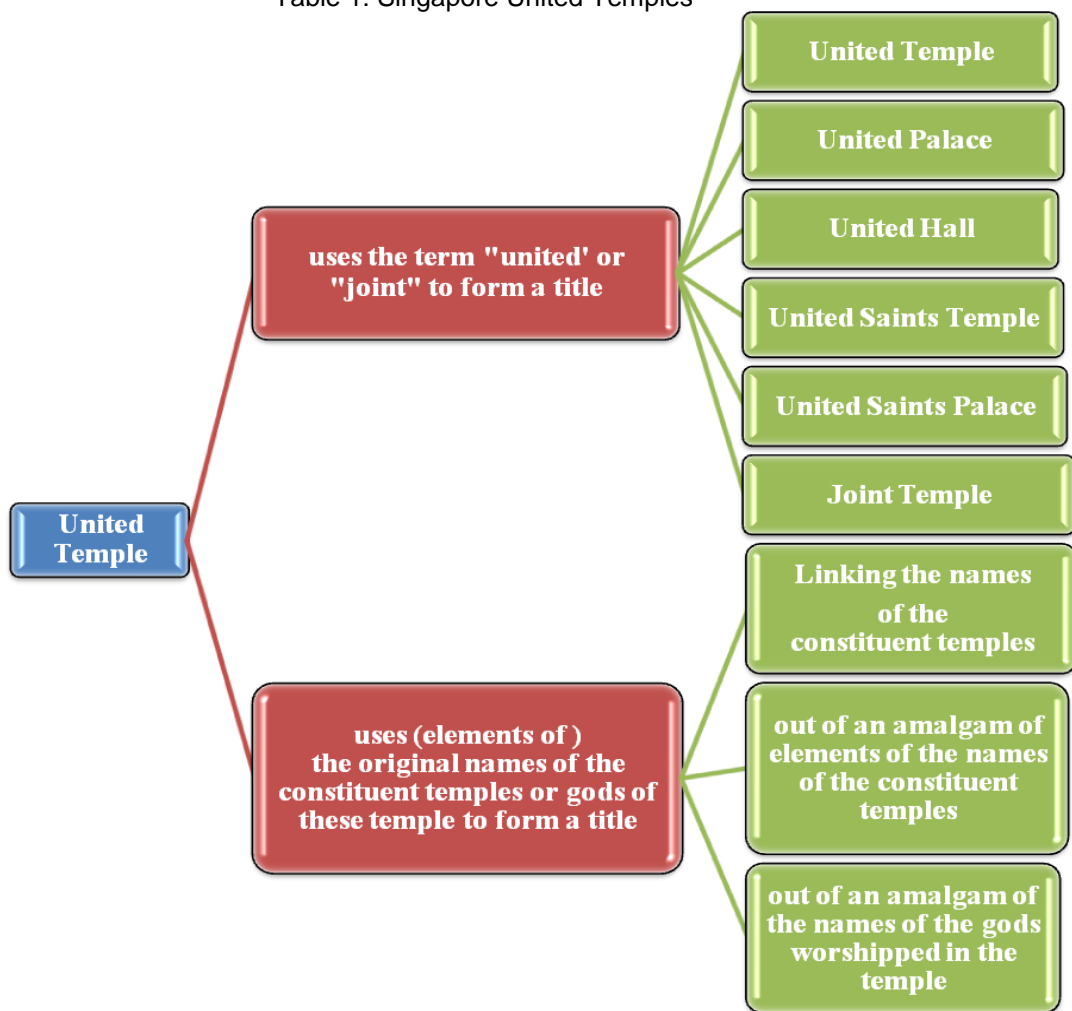 Table 1: Singapore United Temples
United Temple
United Palace
uses the term "united' or
"joint" to form a title
United Hall
United Saints Temple
United Saints Palace
Joint Temple
United
Temple
Linking the names
of the
constituent temples
uses (elements of )
the original names of the
constituent temples or gods of
these temple to form a title
out of an amalgam of
elements of the names
of the constituent
temples
out of an amalgam of
the names of the gods
worshipped in the
temple